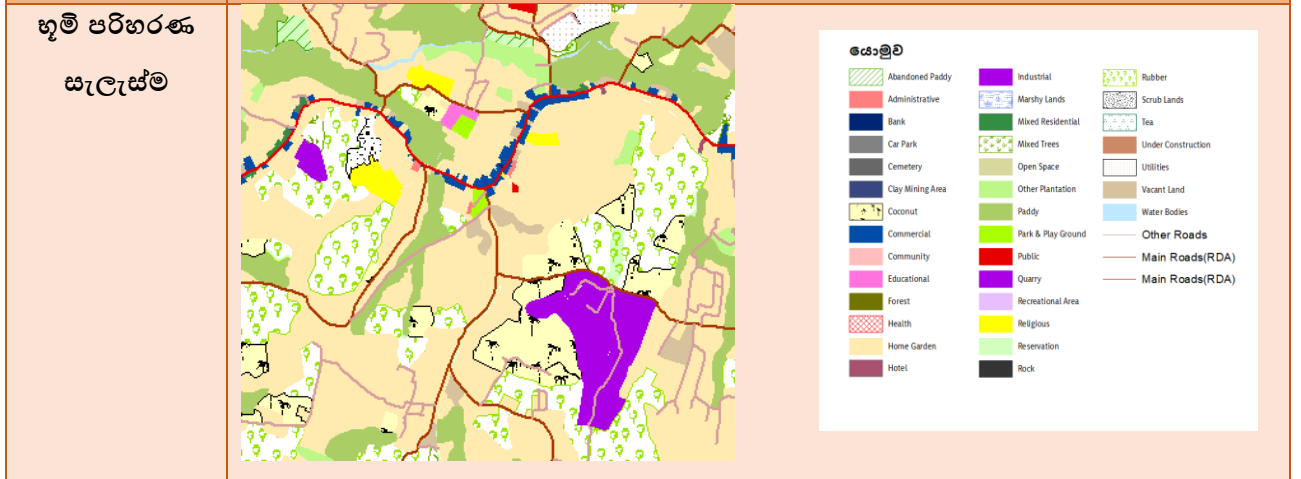 භූමි පරිහරණ
සැලැස්ම
යොමුව
Abandoned Paddy
Administrative
Bank
Car Park
Cemetery
Clay Mining Area
Coconut
Commercial
Community
Educational
Forest
Health
Home Garden
Hotel
Industrial
Marshy Lands
Mixed Residential
Mixed Trees
Open Space
Other Plantation
Paddy
Park & Play Ground
Public
Quarry
Recreational Area
Religious
Reservation
Rock
Rubber
Scrub Lands
Tea
Under Construction
Utilities
Vacant Land
Water Bodies
Other Roads
Main Roads(RDA)
Main Roads(RDA)